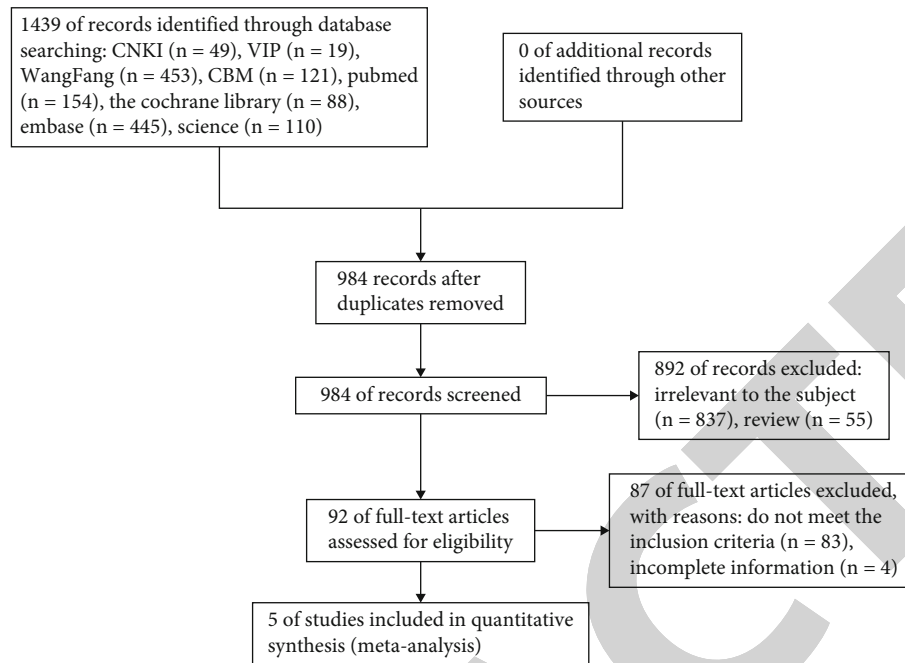 1439 of records identified through database
searching: CNKI (n = 49), VIP (n = 19),
WangFang (n = 453), CBM (n = 121), pubmed
(n = 154), the cochrane library (n = 88),
embase (n = 445), science (n = 110)
0 of additional records
identified through other
sources
984 records after
duplicates removed
984 of records screened
892 of records excluded:
irrelevant to the subject
(n = 837), review (n = 55)
92 of full-text articles
assessed for eligibility
87 of full-text articles excluded,
with reasons: do not meet the
inclusion criteria (n = 83),
incomplete information (n = 4)
5 of studies included in quantitative
synthesis (meta-analysis)